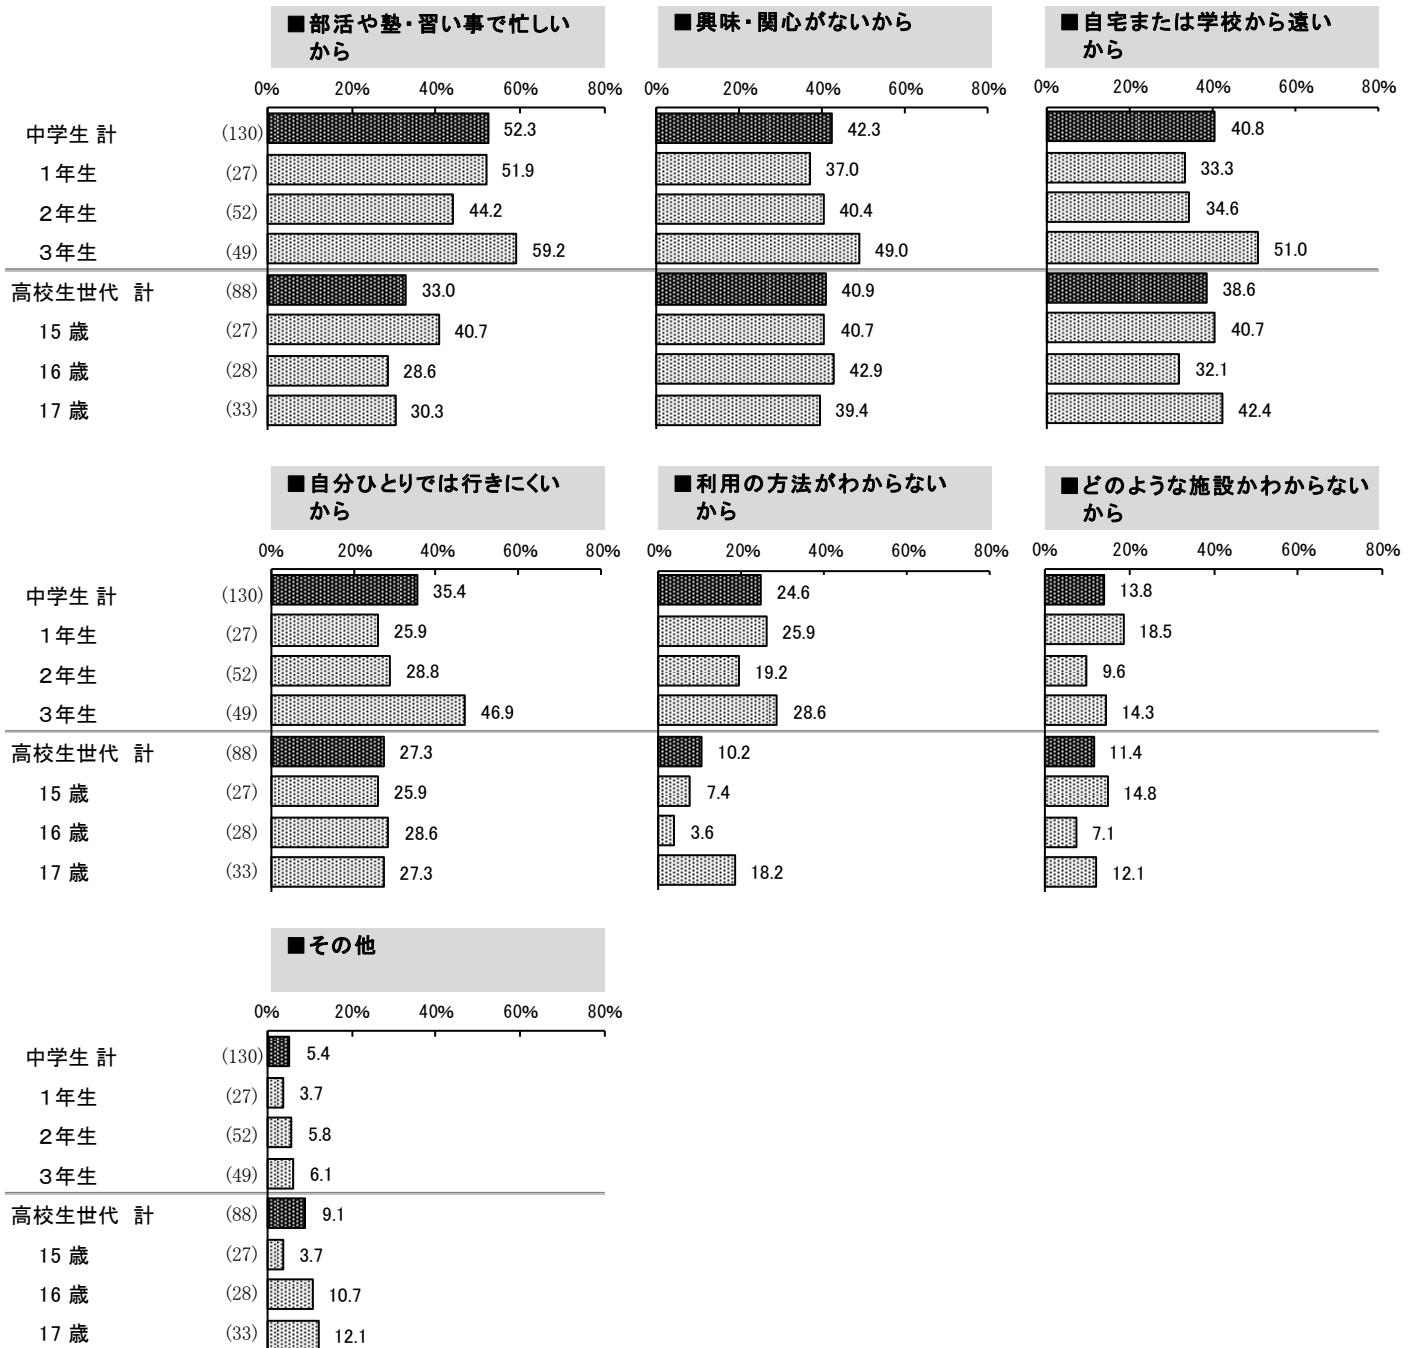 ■部活や塾・習い事で忙しい
から
■興味・関心がないから
■自宅または学校から遠い
から
0% 20% 40% 60% 80%
0% 20% 40% 60% 80%
0% 20% 40% 60% 80%
中学生 計 (130) 52.3 42.3 40.8
1年生 (27) 51.9 37.0 33.3
2年生 (52) 44.2 40.4 34.6
3年生 (49) 59.2 49.0 51.0
高校生世代 計 (88) 33.0 40.9 38.6
15 歳 (27) 40.7 40.7 40.7
16 歳 (28) 28.6 42.9 32.1
17 歳 (33) 30.3 39.4 42.4
■自分ひとりでは行きにくい
から
■利用の方法がわからない
から
■どのような施設かわからない
から
0% 20% 40% 60% 80%
0% 20% 40% 60% 80%
0% 20% 40% 60% 80%
中学生 計 (130) 35.4 24.6 13.8
1年生 (27) 25.9 25.9 18.5
2年生 (52) 28.8 19.2 9.6
3年生 (49) 46.9 28.6 14.3
高校生世代 計 (88) 27.3 10.2 11.4
15 歳 (27) 25.9 7.4 14.8
16 歳 (28) 28.6 3.6 7.1
17 歳 (33) 27.3 18.2 12.1
■その他
0% 20% 40% 60% 80%
中学生 計 (130) 5.4
1年生 (27) 3.7
2年生 (52) 5.8
3年生 (49) 6.1
高校生世代 計 (88) 9.1
15 歳 (27) 3.7
16 歳 (28) 10.7
17 歳 (33) 12.1